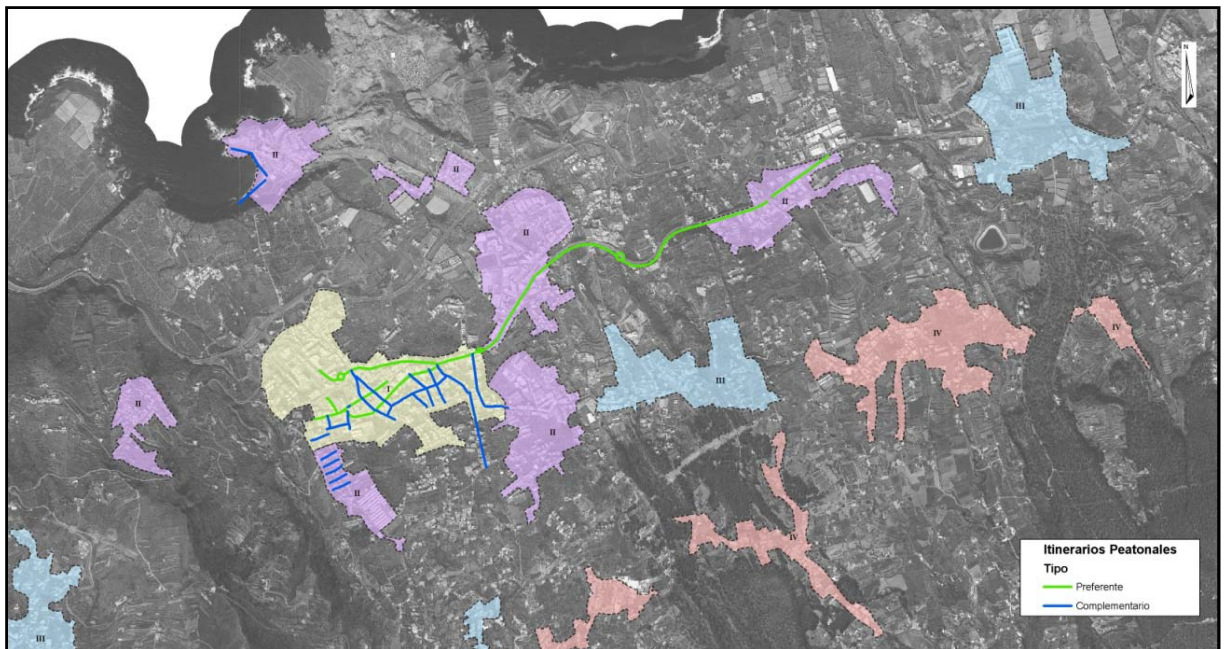 N
III
II
II
II
II
I
III
IV
IV
II
II
II
IV
III
Itinerarios Peatonales
Tipo
Preferente
Complementario